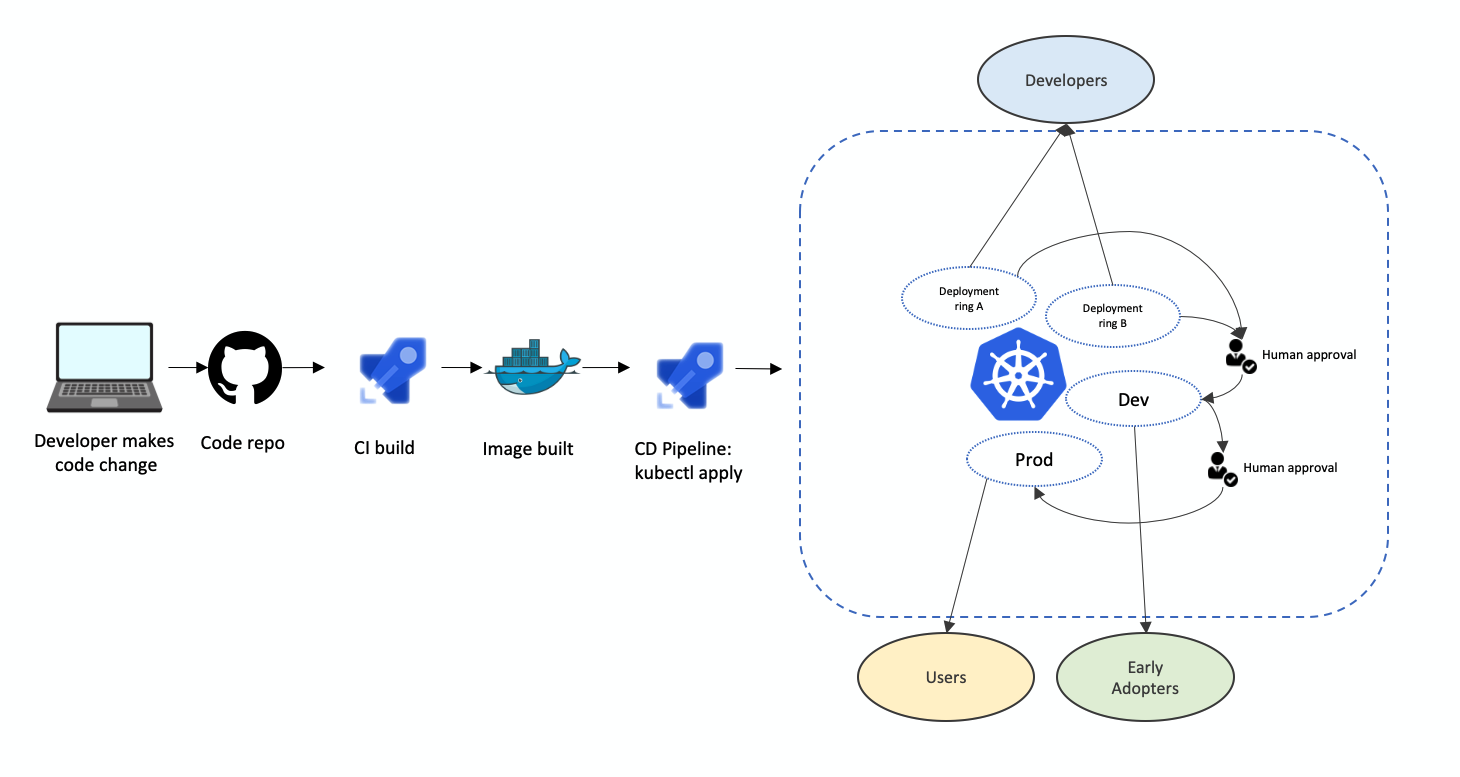 Developers
Deployment
ring A
Deployment
ring B
Human approval
Dev
Developer makes
code change
Code repo
CI build
Image built
CD Pipeline:
kubectl apply
Prod
Human approval
Users
Early
Adopters